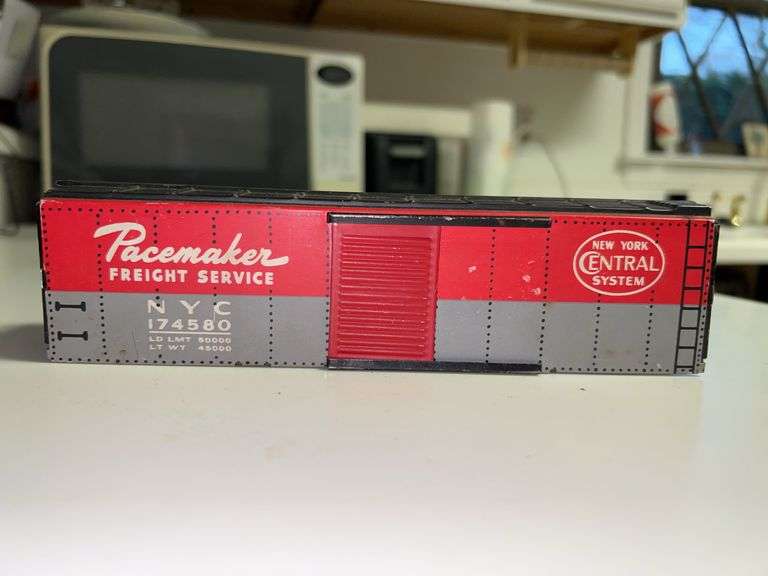 Pacemaker
FREIGHT SERVICE
NYC
174580
LD LMT 50000
LT WT 45000
NEW YORK
CENTRAL
SYSTEM